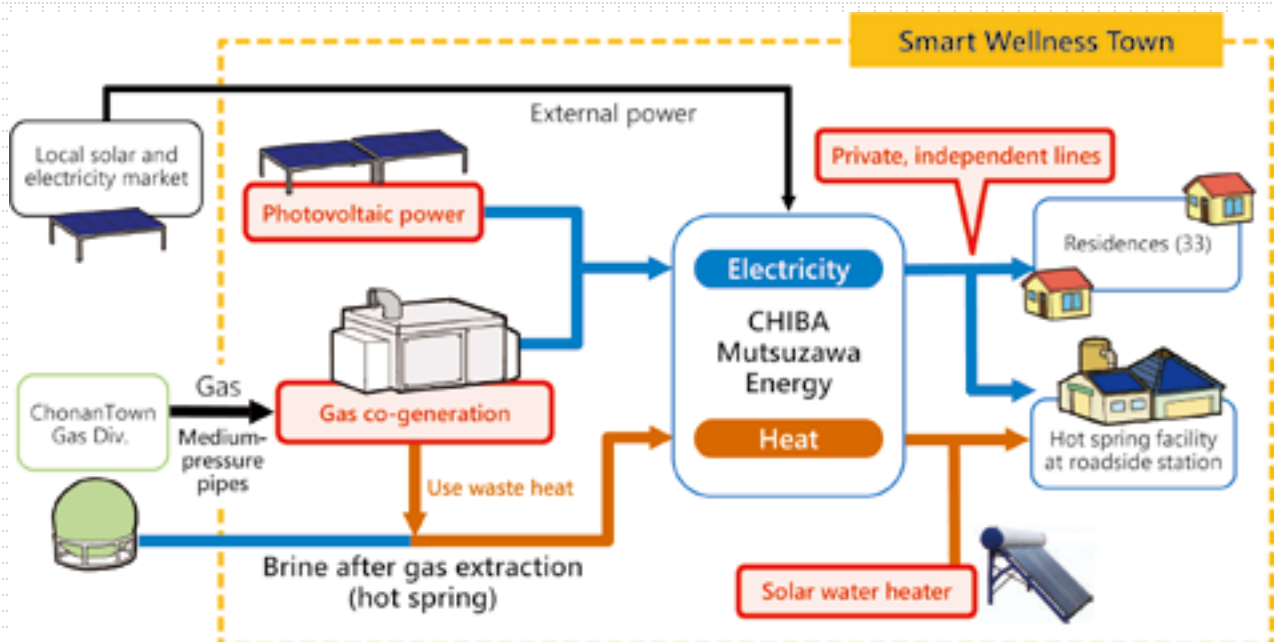 Smart Wellness Town
External power
Local solar and
electricity market
Private, independent lines
Photovoltaic power
Residences (33)
Electricity
CHIBA
Mutsuzawa
Energy
Gas
ChonanTown
Gas Div.
Gas co-generation
Medium-
pressure
pipes
Heat
Hot spring facility
at roadside station
Use waste heat
Brine after gas extraction
(hot spring)
Solar water heater